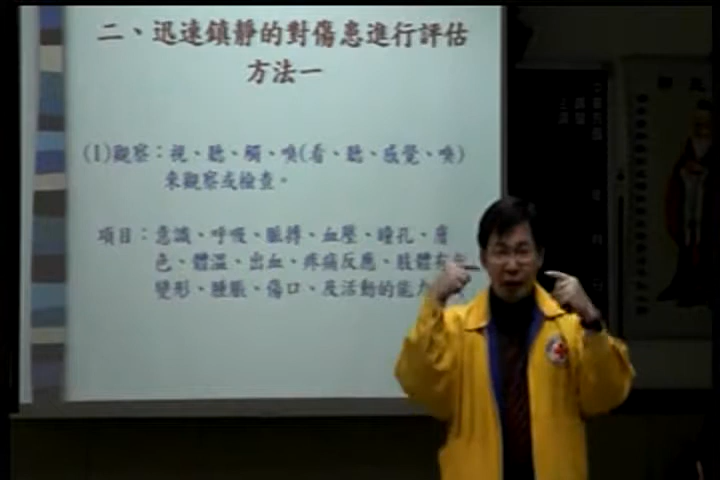 二、迅速鎮靜的對傷患進行評估
方法一
(1)觀察：視、聽、觸、嗅(看、聽、感覺、嗅)
來觀察或檢查。
項目：意識、呼吸、脈搏、血壓、瞳孔、膚
色、體溫、出血、疼痛反應、肢體有
變形、腫脹、傷口、及活動的能力